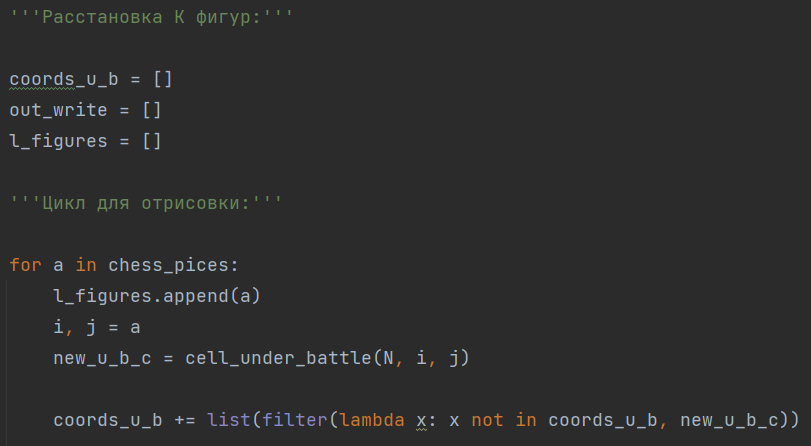 '''Расстановка К фигур:'''
coords_u_b = []
out_write = []
l_figures = []
'''Цикл для отрисовки:'''
for a in chess_pices:
l_figures.append(a)
i, j = a
new_u_b_c = cell_under_battle(N, i, j)
coords_u_b += list(filter(lambda x: x not in coords_u_b, new_u_b_c))